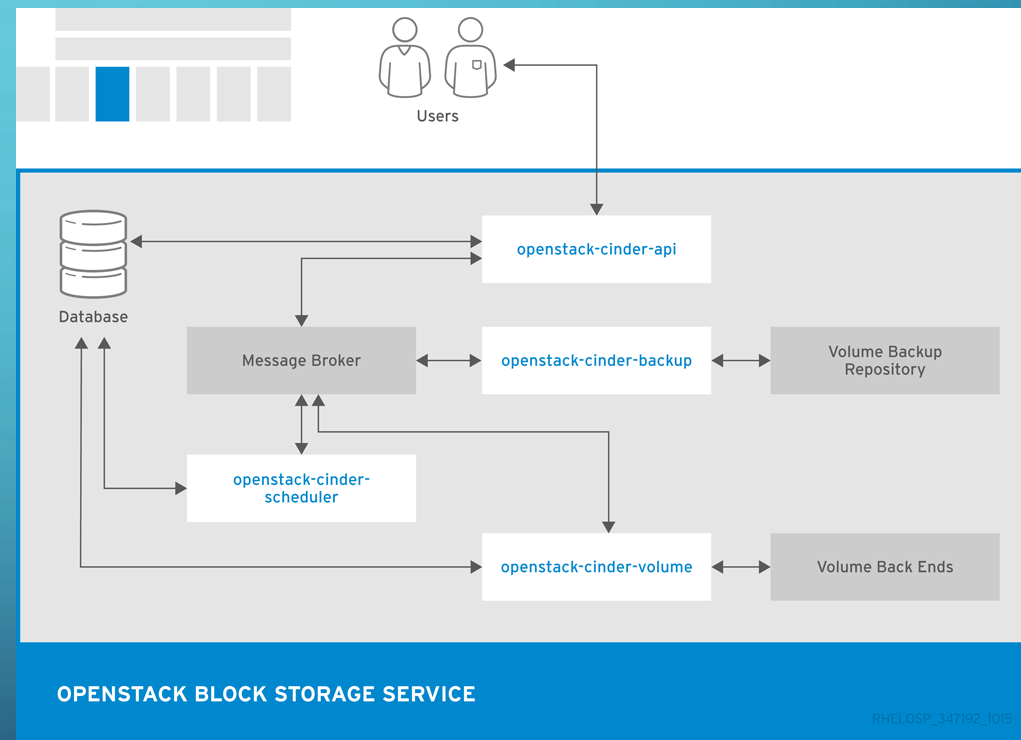 Users
openstack-cinder-api
Database
Message Broker
openstack-cinder-backup
Volume Backup
Repository
openstack-cinder-
scheduler
openstack-cinder-volume
Volume Back Ends
OPENSTACK BLOCK STORAGE SERVICE
RHELOSP_347192_1015